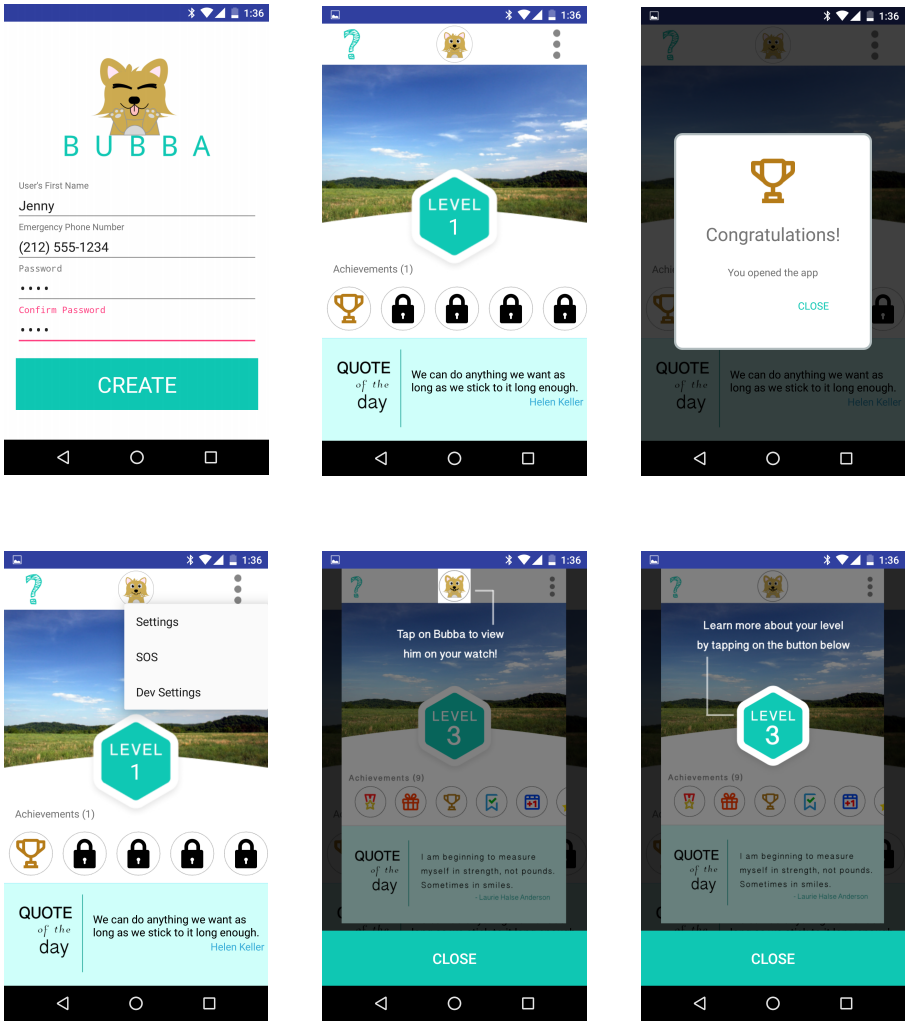 1:36
BUBBA
User's First Name
Jenny
Emergency Phone Number
(212) 555-1234
Password
Confirm Password
CREATE
1:36
?
LEVEL
1
Achievements (1)
QUOTE
of the
day
We can do anything we want as
long as we stick to it long enough.
Helen Keller
1:36
?
Congratulations!
You opened the app
CLOSE
Achi
QUOTE
of the
day
We can do anything we want as
long as we stick to it long enough.
Helen Keller
1:36
?
Settings
SOS
Dev Settings
LEVEL
1
Achievements (1)
QUOTE
of the
day
We can do anything we want as
long as we stick to it long enough.
Helen Keller
1:36
?
Tap on Bubba to view
him on your watch!
LEVEL
3
Achievements (9)
+1
QUOTE
of the
day
I am beginning to measure
myself in strength, not pounds.
Sometimes in smiles.
- Laurie Halse Anderson
CLOSE
1:36
?
Learn more about your level
by tapping on the button below
LEVEL
3
Achievements (9)
+1
QUOTE
of the
day
I am beginning to measure
myself in strength, not pounds.
Sometimes in smiles.
- Laurie Halse Anderson
CLOSE